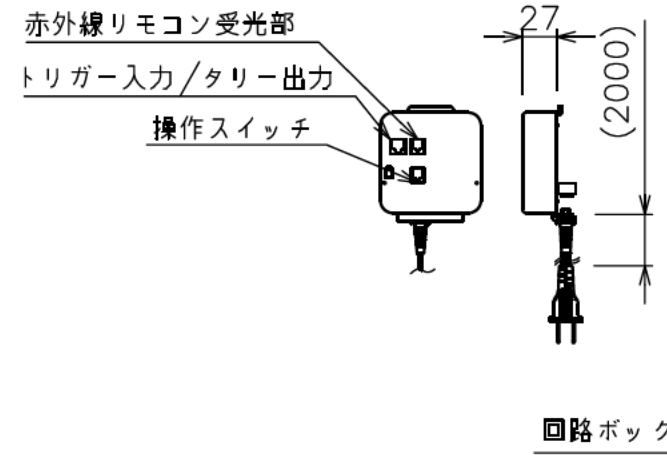 赤外線リモコン受光部
27
トリガー入力/タリー出力
(2000)
操作スイッチ
回路ボック